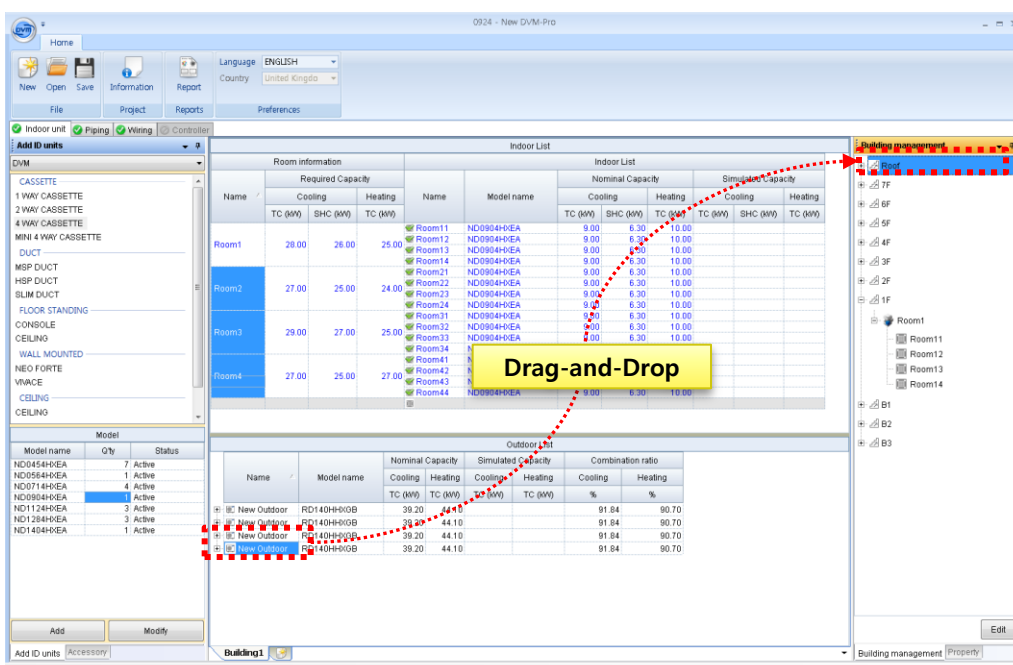 0924 - New DVM-Pro
DVM
Home
New Open Save Information Report
Language ENGLISH
Country United Kingdo
File Project Reports Preferences
Indoor unit Piping Wiring Controller
Add ID units
DVM
CASSETTE
1 WAY CASSETTE
2 WAY CASSETTE
4 WAY CASSETTE
MINI 4 WAY CASSETTE
DUCT
MSP DUCT
HSP DUCT
SLIM DUCT
FLOOR STANDING
CONSOLE
CEILING
WALL MOUNTED
NEO FORTE
VIVACE
CEILING
CEILING
Model
Model name Q'ty Status
ND0454HXEA 7 Active
ND0564HXEA 1 Active
ND0714HXEA 4 Active
ND0904HXEA 1 Active
ND1124HXEA 3 Active
ND1284HXEA 3 Active
ND1404HXEA 1 Active
Add Modify
Add ID units Accessory
Indoor List
Room information Indoor List
Required Capacity Nominal Capacity Simulated Capacity
Name Cooling Heating Name Model name Cooling Heating Cooling Heating
TC (kW) SHC (kW) TC (kW) TC (kW) SHC (kW) TC (kW) TC (kW) SHC (kW) TC (kW)
Room1 28.00 26.00 25.00
Room11 ND0904HXEA 9.00 6.30 10.00
Room12 ND0904HXEA 9.00 6.30 10.00
Room13 ND0904HXEA 9.00 6.30 10.00
Room14 ND0904HXEA 9.00 6.30 10.00
Room2 27.00 25.00 24.00
Room21 ND0904HXEA 9.00 6.30 10.00
Room22 ND0904HXEA 9.00 6.30 10.00
Room23 ND0904HXEA 9.00 6.30 10.00
Room24 ND0904HXEA 9.00 6.30 10.00
Room3 29.00 27.00 25.00
Room31 ND0904HXEA 9.00 6.30 10.00
Room32 ND0904HXEA 9.00 6.30 10.00
Room33 ND0904HXEA 9.00 6.30 10.00
Room34
Room4 27.00 25.00 27.00
Room41
Room42
Room43
Room44 ND0904HXEA 9.00 6.30 10.00
Drag-and-Drop
Outdoor List
Nominal Capacity Simulated Capacity Combination ratio
Name Model name Cooling Heating Cooling Heating Cooling Heating
TC (kW) TC (kW) TC (kW) TC (kW) % %
New Outdoor RD140HHXGB 39.20 44.10 91.84 90.70
New Outdoor RD140HHXGB 39.20 44.10 91.84 90.70
New Outdoor RD140HHXGB 39.20 44.10 91.84 90.70
New Outdoor RD140HHXGB 39.20 44.10 91.84 90.70
Building1
Building management
Roof
7F
6F
5F
4F
3F
2F
1F
Room1
Room11
Room12
Room13
Room14
B1
B2
B3
Edit
Building management Property